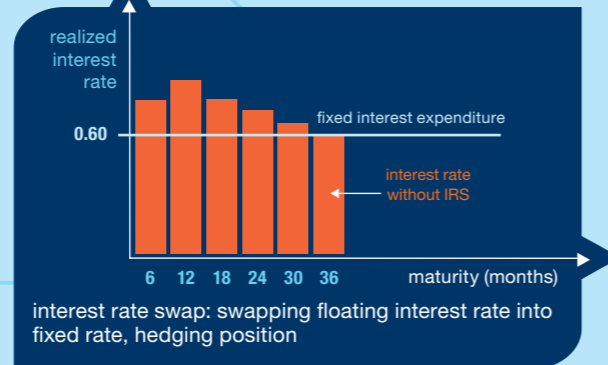 realized
interest
rate
fixed interest expenditure
0.60
interest rate
without IRS
6 12 18 24 30 36
maturity (months)
interest rate swap: swapping floating interest rate into
fixed rate, hedging position